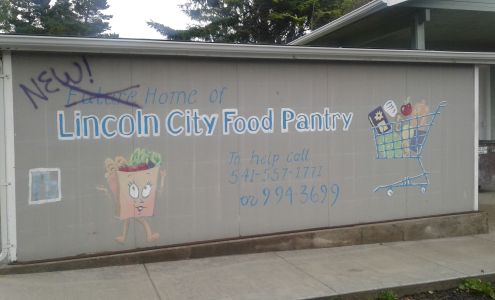 NEW!
Future Home of
Lincoln City Food Pantry
To help call
541-557-1771
or 994 3699